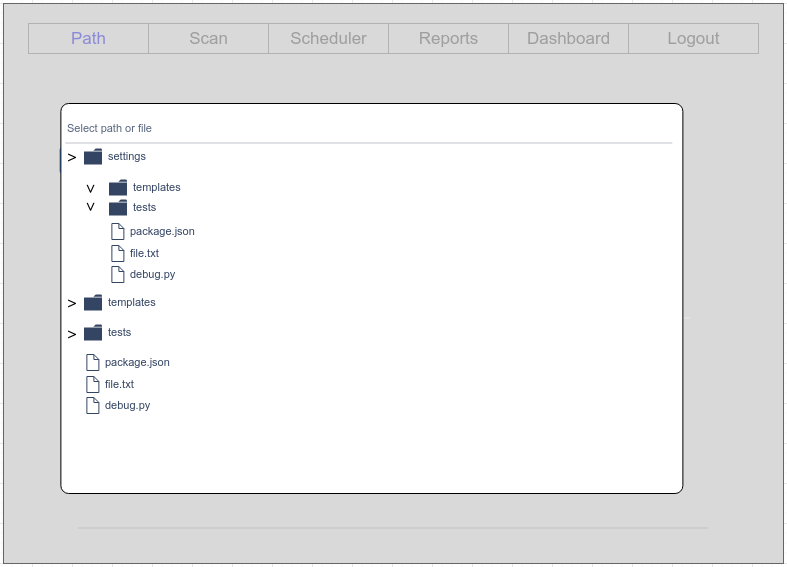 Path Scan Scheduler Reports Dashboard Logout
Select path or file
> settings
v templates
v tests
package.json
file.txt
debug.py
> templates
> tests
package.json
file.txt
debug.py